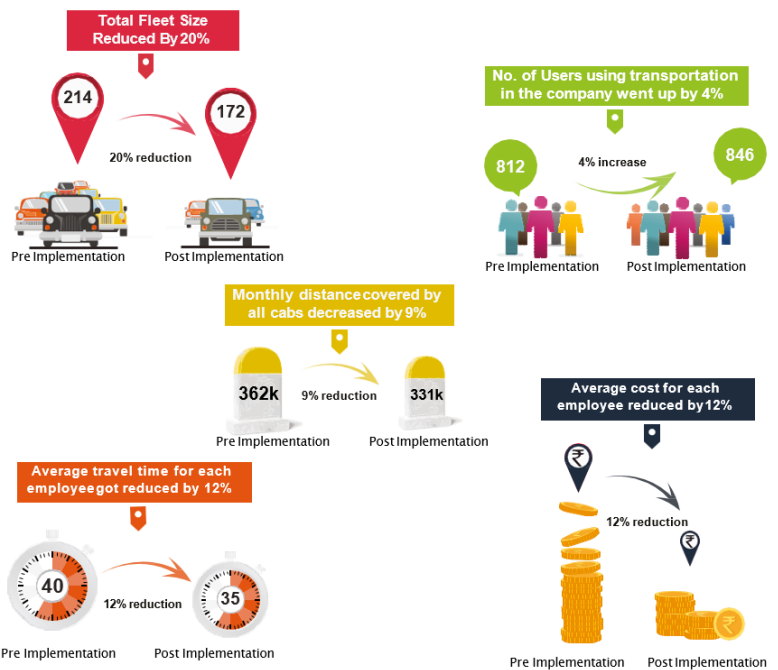 Total Fleet Size
Reduced By 20%
214
172
20% reduction
Pre Implementation
Post Implementation
No. of Users using transportation
in the company went up by 4%
812
846
4% increase
Pre Implementation
Post Implementation
Monthly distance covered by
all cabs decreased by 9%
362k
331k
9% reduction
Pre Implementation
Post Implementation
Average cost for each
employee reduced by 12%
₹
12% reduction
₹
₹
Pre Implementation
Post Implementation
Average travel time for each
employee got reduced by 12%
40
35
12% reduction
Pre Implementation
Post Implementation